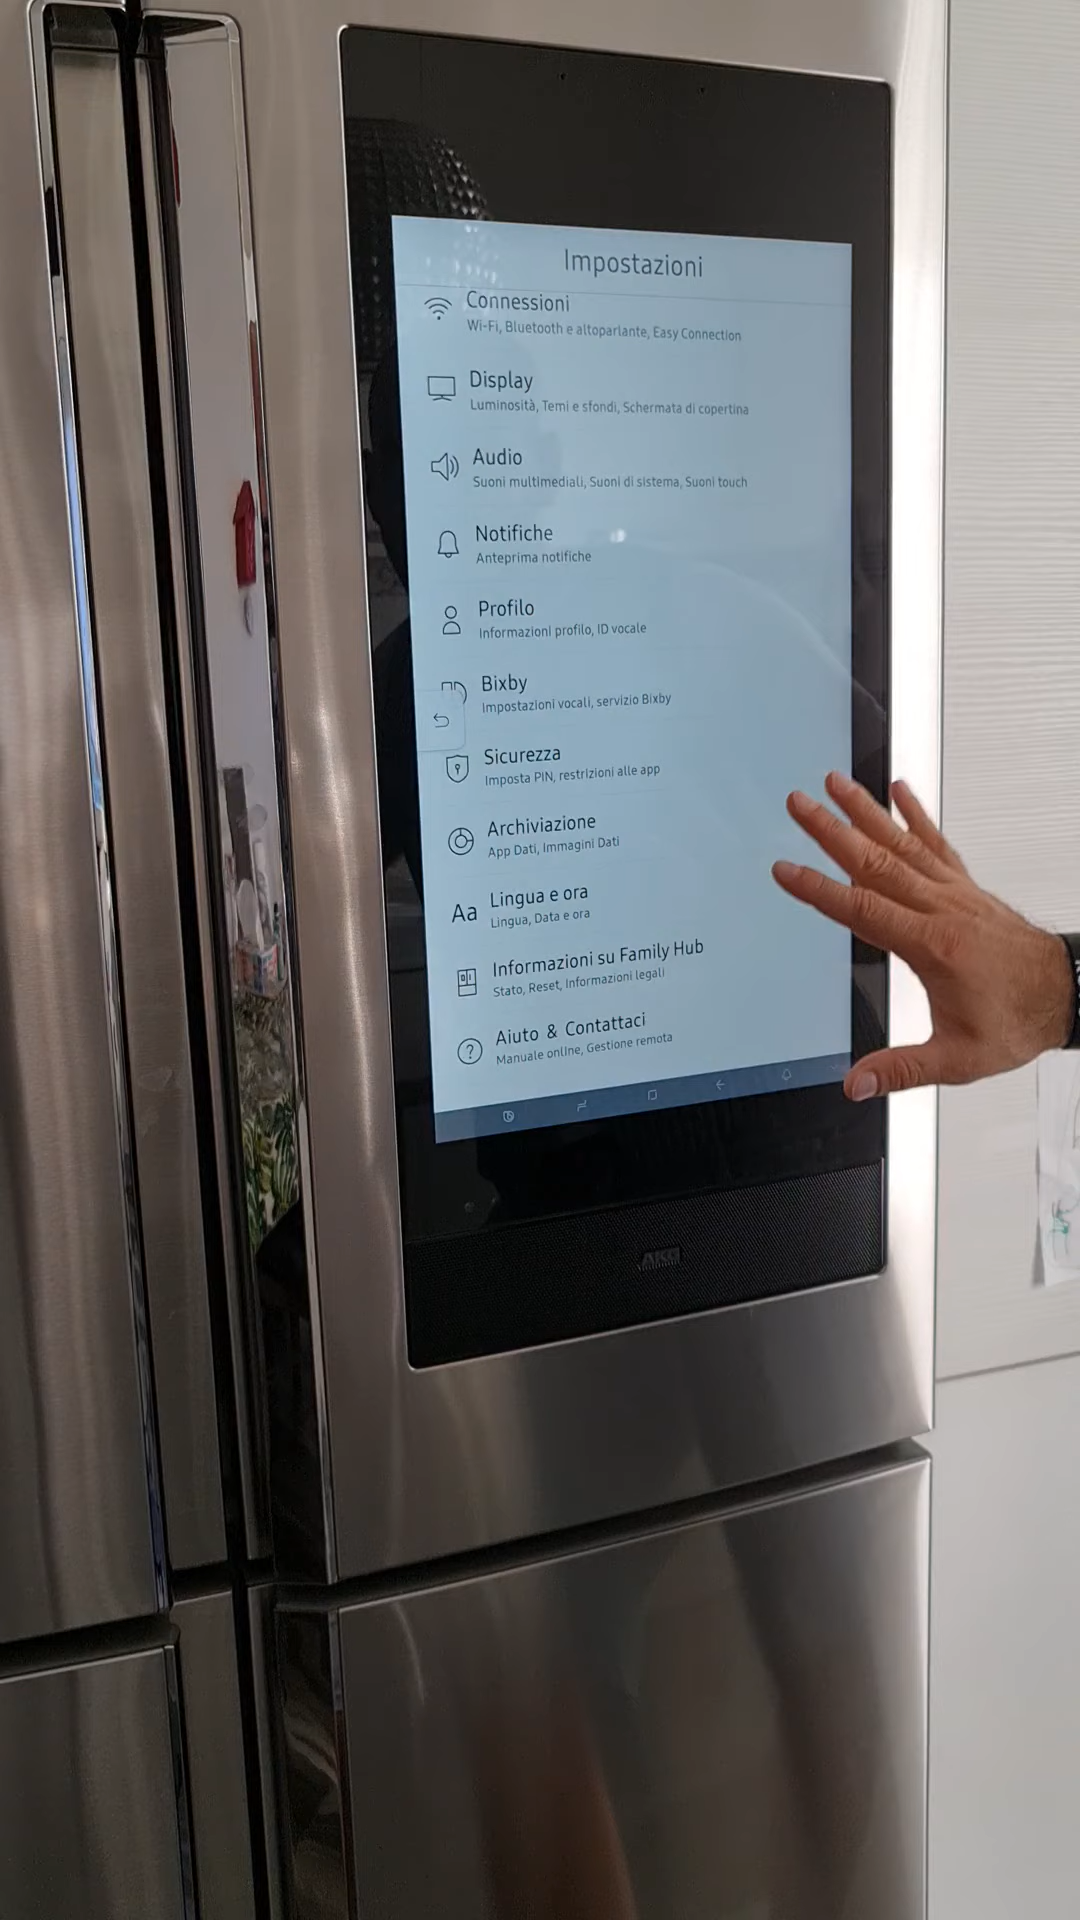 Impostazioni
Connessioni
Wi-Fi, Bluetooth e altoparlante, Easy Connection
Display
Luminosità, Temi e sfondi, Schermata di copertina
Audio
Suoni multimediali, Suoni di sistema, Suoni touch
Notifiche
Anteprima notifiche
Profilo
Informazioni profilo, ID vocale
Bixby
Impostazioni vocali, servizio Bixby
Sicurezza
Imposta PIN, restrizioni alle app
Archiviazione
App Dati, Immagini Dati
Aa Lingua e ora
Lingua, Data e ora
Informazioni su Family Hub
Stato, Reset, Informazioni legali
? Aiuto & Contattaci
Manuale online, Gestione remota
AKG